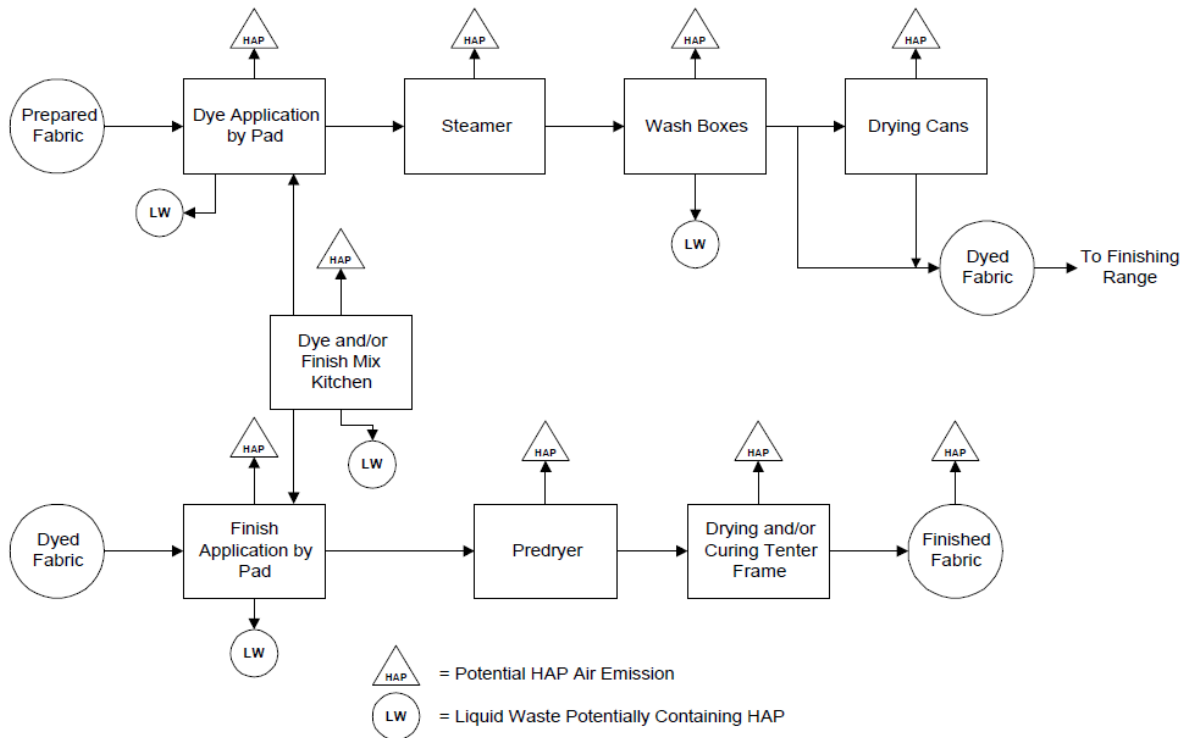 HAP
HAP
HAP
HAP
Prepared
Fabric
Dye Application
by Pad
Steamer
Wash Boxes
Drying Cans
LW
LW
HAP
Dyed
Fabric
To Finishing
Range
Dye and/or
Finish Mix
Kitchen
HAP
LW
HAP
HAP
HAP
Dyed
Fabric
Finish
Application by
Pad
Predryer
Drying and/or
Curing Tenter
Frame
Finished
Fabric
LW
HAP
= Potential HAP Air Emission
LW
= Liquid Waste Potentially Containing HAP